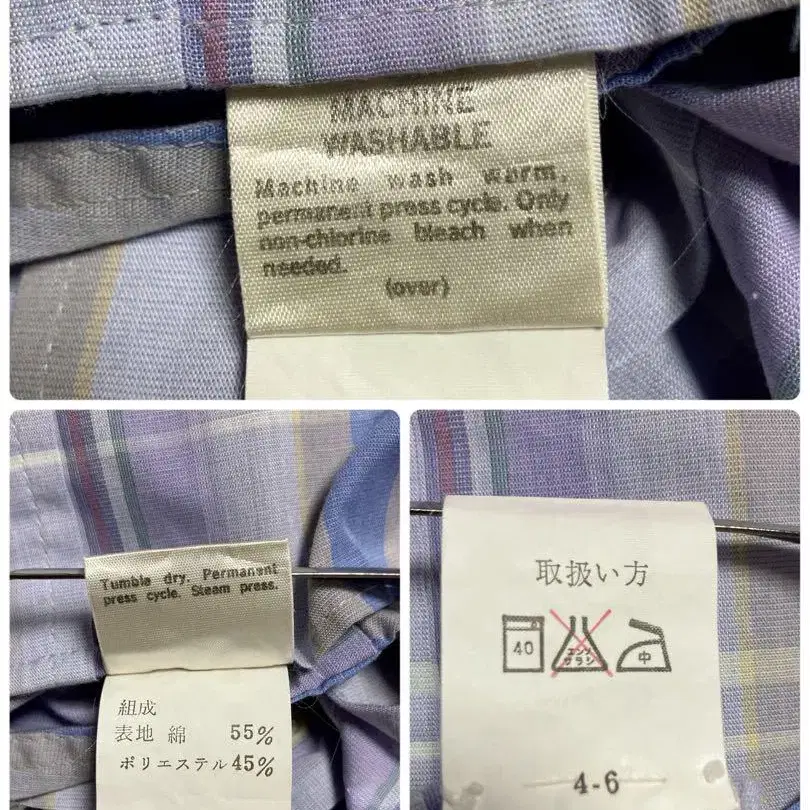 MACHINE
WASHABLE
Machine wash warm,
permanent press cycle. Only
non-chlorine bleach when
needed.
(over)
Tumble dry. Permanent
press cycle. Steam press.
組成
表地 綿 55%
ポリエステル 45%
取扱い方
40 エンソサラシ 中
4-6